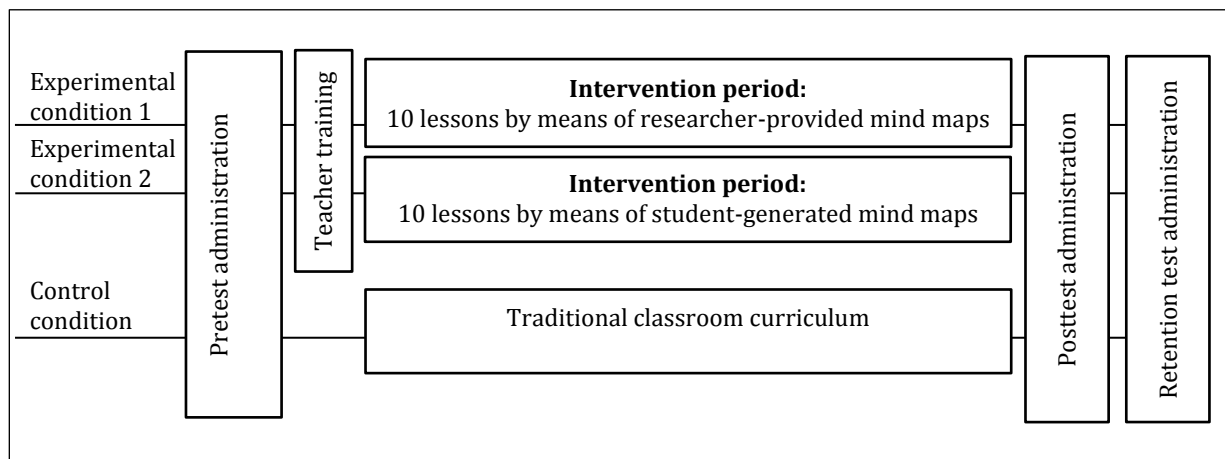 Experimental
condition 1
Experimental
condition 2
Control
condition
Pretest administration
Teacher training
Intervention period:
10 lessons by means of researcher-provided mind maps
Intervention period:
10 lessons by means of student-generated mind maps
Traditional classroom curriculum
Posttest administration
Retention test administration